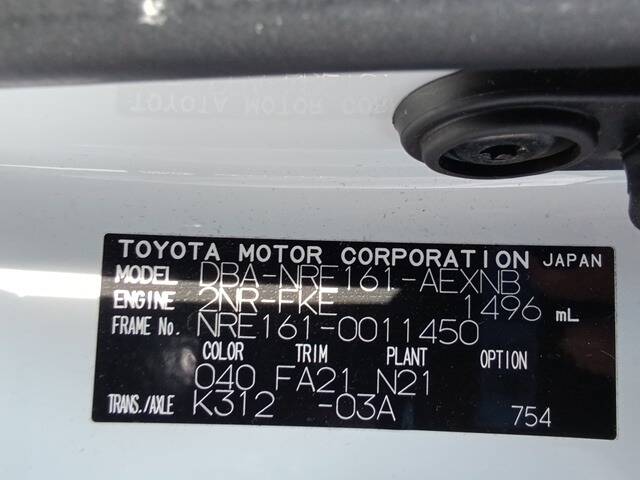 TOYOTA MOTOR CORPORATION JAPAN
MODEL DBA-NRE161-AEXNB
ENGINE 2NR-FKE 1496 mL
FRAME No. NRE161-0011450
COLOR TRIM PLANT OPTION
040 FA21 N21
TRANS./AXLE K312 -03A 754